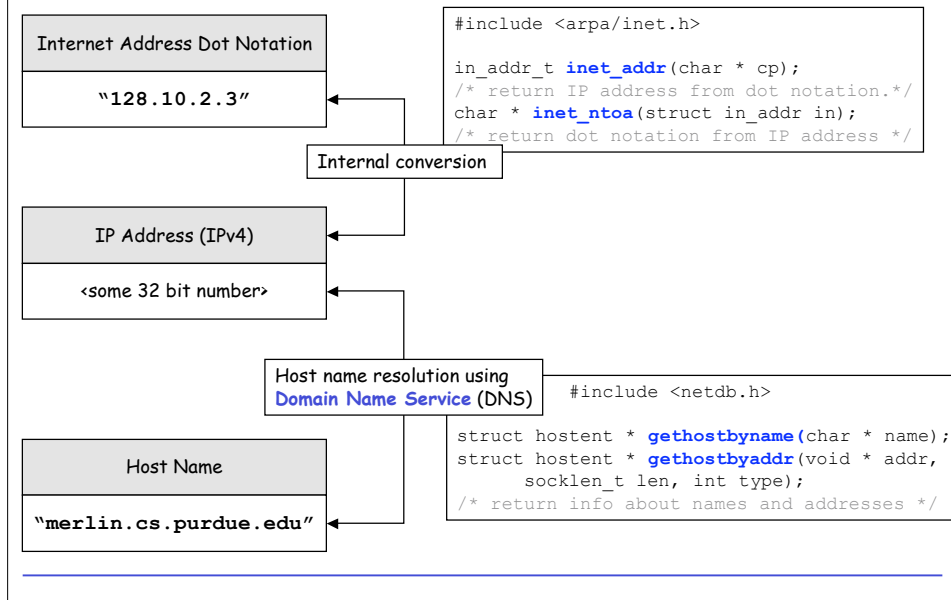 Internet Address Dot Notation
“128.10.2.3”
#include <arpa/inet.h>
in_addr_t inet_addr(char * cp);
/* return IP address from dot notation.*/
char * inet_ntoa(struct in_addr in);
/* return dot notation from IP address */
Internal conversion
IP Address (IPv4)
<some 32 bit number>
Host name resolution using
Domain Name Service (DNS)
#include <netdb.h>
struct hostent * gethostbyname(char * name);
struct hostent * gethostbyaddr(void * addr,
socklen_t len, int type);
/* return info about names and addresses */
Host Name
“merlin.cs.purdue.edu”